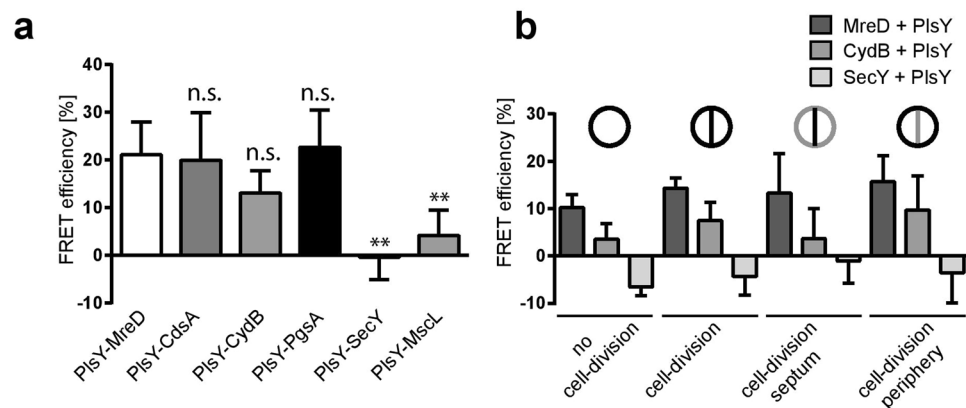 a
FRET efficiency [%]
40
30
20
10
0
-10
n.s.
n.s.
n.s.
**
**
PlsY-MreD
PlsY-CdsA
PlsY-CydB
PlsY-PgsA
PlsY-SecY
PlsY-MscL
b
MreD + PlsY
CydB + PlsY
SecY + PlsY
FRET efficiency [%]
30
20
10
0
-10
no
cell-division
cell-division
cell-division
septum
cell-division
periphery